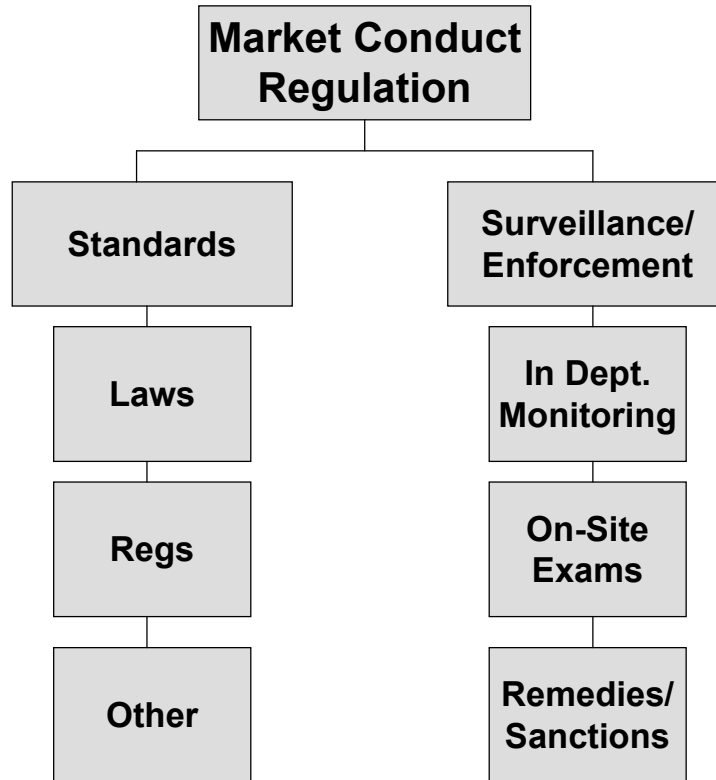 Market Conduct
Regulation
Standards
Surveillance/
Enforcement
Laws
In Dept.
Monitoring
Regs
On-Site
Exams
Other
Remedies/
Sanctions